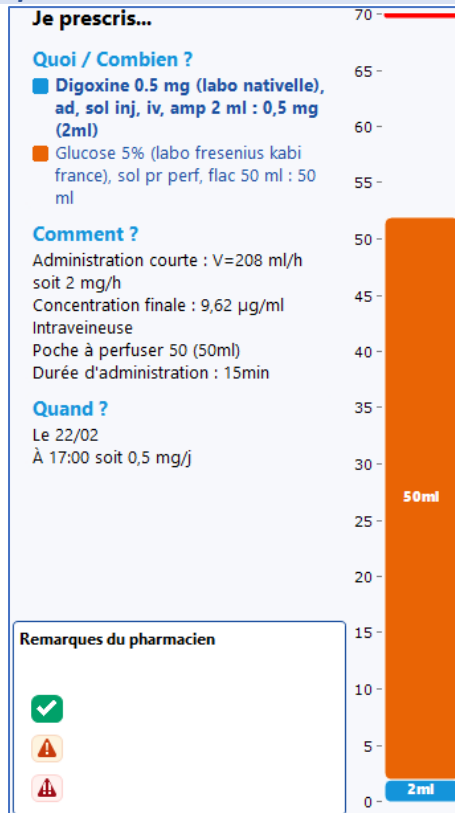 Je prescris...
Quoi / Combien ?
Digoxine 0.5 mg (labo nativelle),
ad, sol inj, iv, amp 2 ml : 0,5 mg
(2ml)
Glucose 5% (labo fresenius kabi
france), sol pr perf, flac 50 ml : 50
ml
Comment ?
Administration courte : V=208 ml/h
soit 2 mg/h
Concentration finale : 9,62 µg/ml
Intraveineuse
Poche à perfuser 50 (50ml)
Durée d'administration : 15min
Quand ?
Le 22/02
À 17:00 soit 0,5 mg/j
Remarques du pharmacien
70
65
60
55
50
45
40
35
30
25
20
15
10
5
0
50ml
2ml